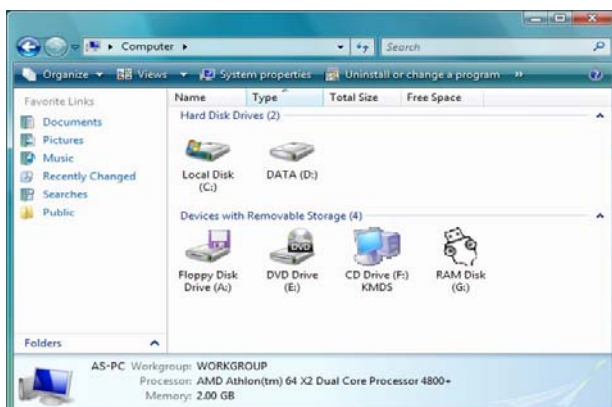 Computer
Search
Organize Views System properties Uninstall or change a program »
Favorite Links
Documents
Pictures
Music
Recently Changed
Searches
Public
Folders
Name Type Total Size Free Space
Hard Disk Drives (2)
Local Disk (C:)
DATA (D:)
Devices with Removable Storage (4)
Floppy Disk Drive (A:)
DVD Drive (E:)
CD Drive (F:) KMDS
RAM Disk (G:)
AS-PC Workgroup: WORKGROUP
Processor: AMD Athlon(tm) 64 X2 Dual Core Processor 4800+
Memory: 2.00 GB